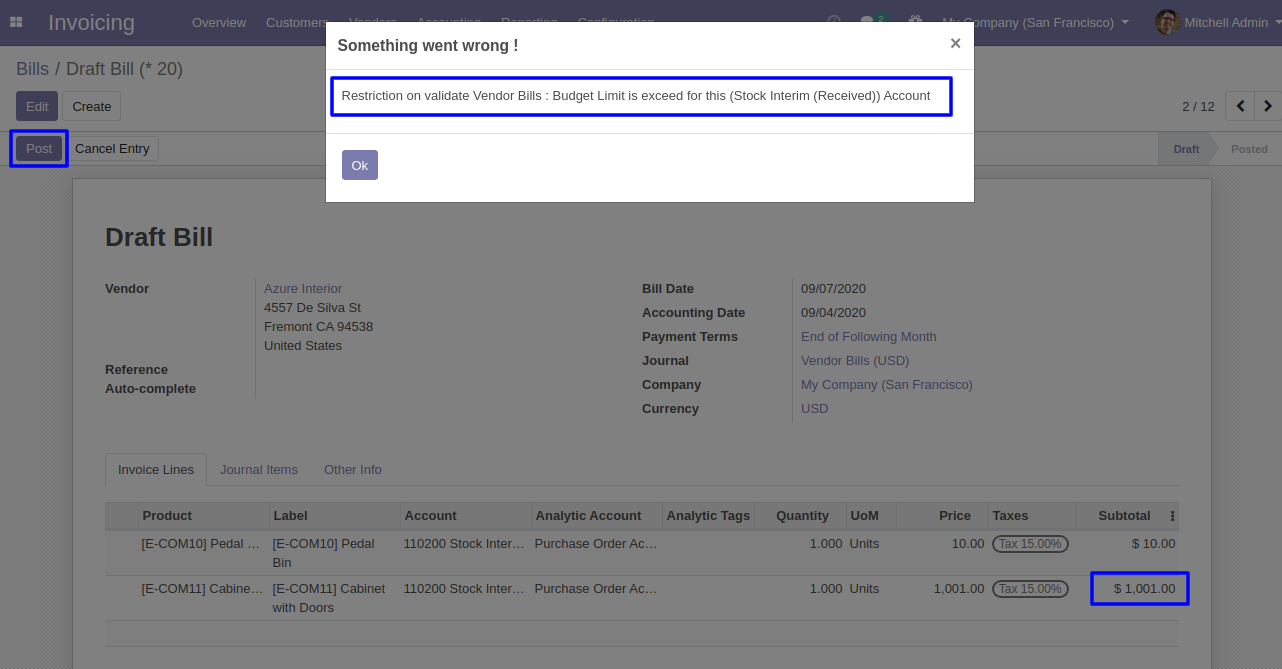 Invoicing
Overview Customers Vendors Accounting Reporting Configuration 2 My Company (San Francisco) Mitchell Admin
Something went wrong !
×
Restriction on validate Vendor Bills : Budget Limit is exceed for this (Stock Interim (Received)) Account
Ok
Bills / Draft Bill (* 20)
Edit Create 2 / 12
Post Cancel Entry Draft Posted
Draft Bill
Vendor Azure Interior
4557 De Silva St
Fremont CA 94538
United States
Reference
Auto-complete
Bill Date 09/07/2020
Accounting Date 09/04/2020
Payment Terms End of Following Month
Journal Vendor Bills (USD)
Company My Company (San Francisco)
Currency USD
Invoice Lines Journal Items Other Info
Product Label Account Analytic Account Analytic Tags Quantity UoM Price Taxes Subtotal
[E-COM10] Pedal … [E-COM10] Pedal 110200 Stock Inter… Purchase Order Ac… 1.000 Units 10.00 Tax 15.00% $ 10.00
Bin
[E-COM11] Cabine… [E-COM11] Cabinet 110200 Stock Inter… Purchase Order Ac… 1.000 Units 1,001.00 Tax 15.00% $ 1,001.00
with Doors